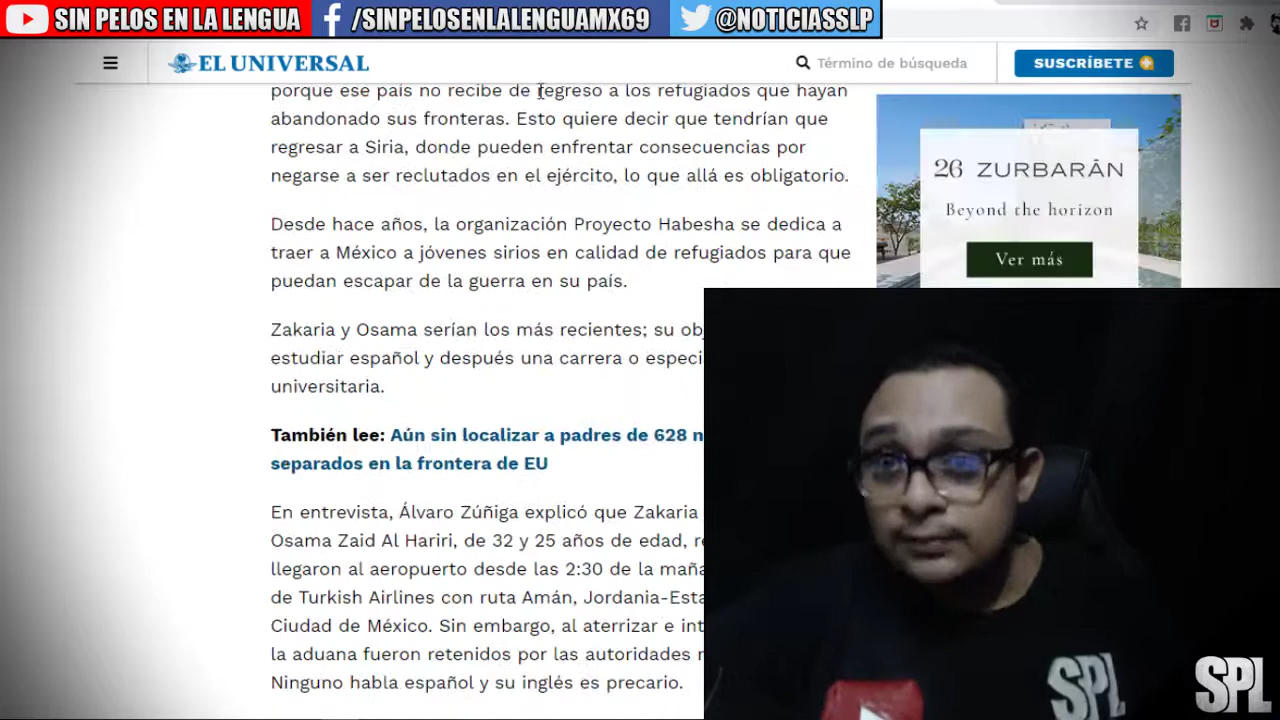 SIN PELOS EN LA LENGUA
/SINPELOSENLALENGUAMX69
@NOTICIASSLP
EL UNIVERSAL
Término de búsqueda
SUSCRÍBETE
porque ese país no recibe de regreso a los refugiados que hayan
abandonado sus fronteras. Esto quiere decir que tendrían que
regresar a Siria, donde pueden enfrentar consecuencias por
negarse a ser reclutados en el ejército, lo que allá es obligatorio.
Desde hace años, la organización Proyecto Habesha se dedica a
traer a México a jóvenes sirios en calidad de refugiados para que
puedan escapar de la guerra en su país.
Zakaria y Osama serían los más recientes; su
estudiar español y después una carrera o
universitaria.
También lee: Aún sin localizar a padres de 628
separados en la frontera de EU
En entrevista, Álvaro Zúñiga explicó que Zakaria
Osama Zaid Al Hariri, de 32 y 25 años de edad,
llegaron al aeropuerto desde las 2:30 de la
de Turkish Airlines con ruta Amán,
Ciudad de México. Sin embargo, al aterrizar e
la aduana fueron retenidos por las autoridades
Ninguno habla español y su inglés es precario.
26 ZURBARÁN
Beyond the horizon
Ver más
SPL
SPL